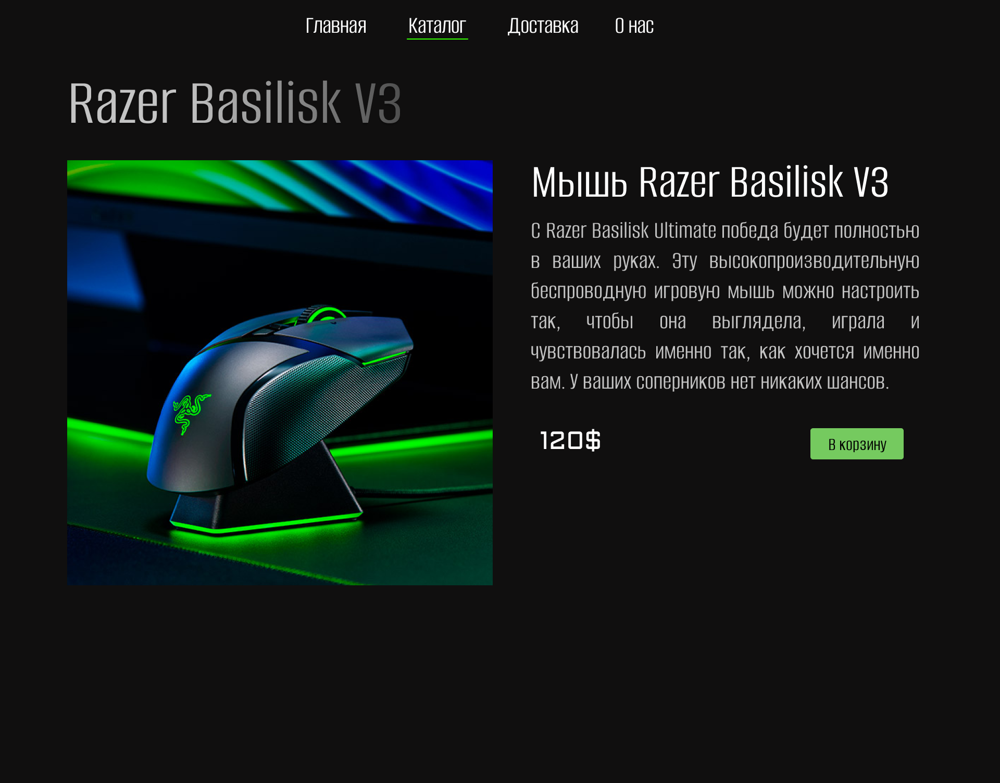 Главная Каталог Доставка О нас
Razer Basilisk V3
Мышь Razer Basilisk V3
С Razer Basilisk Ultimate победа будет полностью
в ваших руках. Эту высокопроизводительную
беспроводную игровую мышь можно настроить
так, чтобы она выглядела, играла и
чувствовалась именно так, как хочется именно
вам. У ваших соперников нет никаких шансов.
120$
В корзину